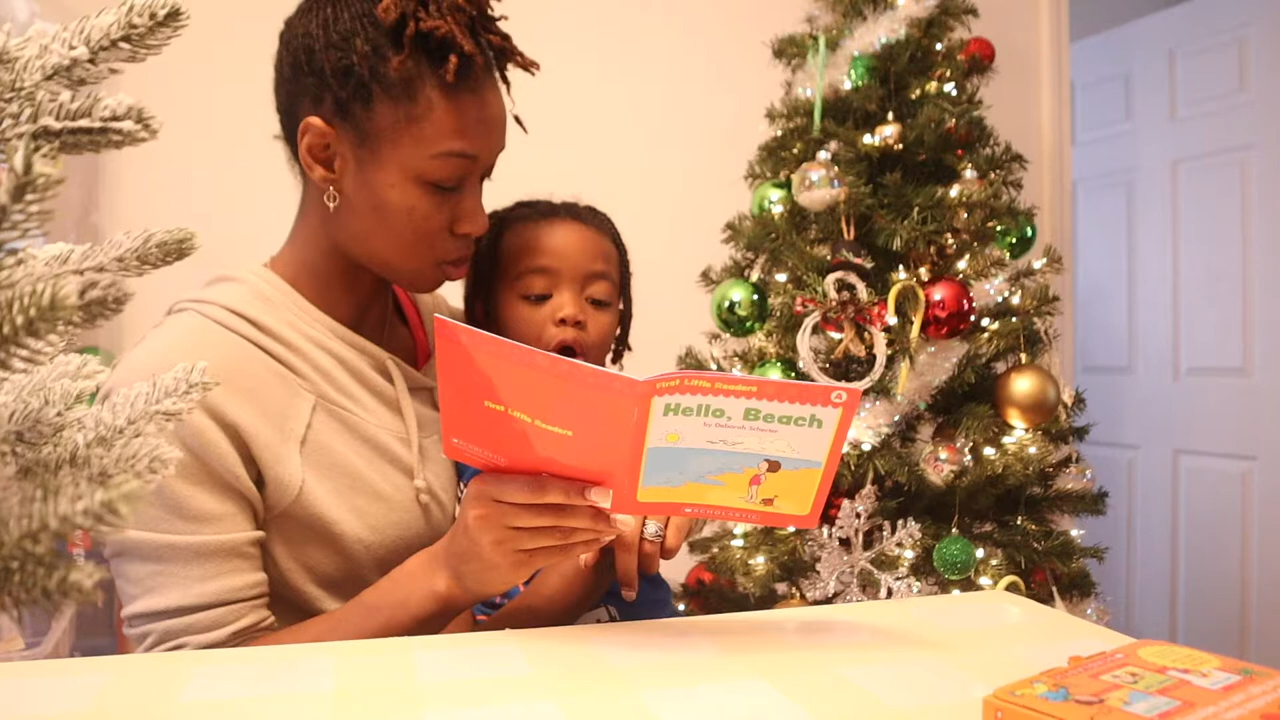 First Little Readers
SCHOLASTIC
First Little Readers
A
Hello, Beach
by Deborah Schecter
SCHOLASTIC